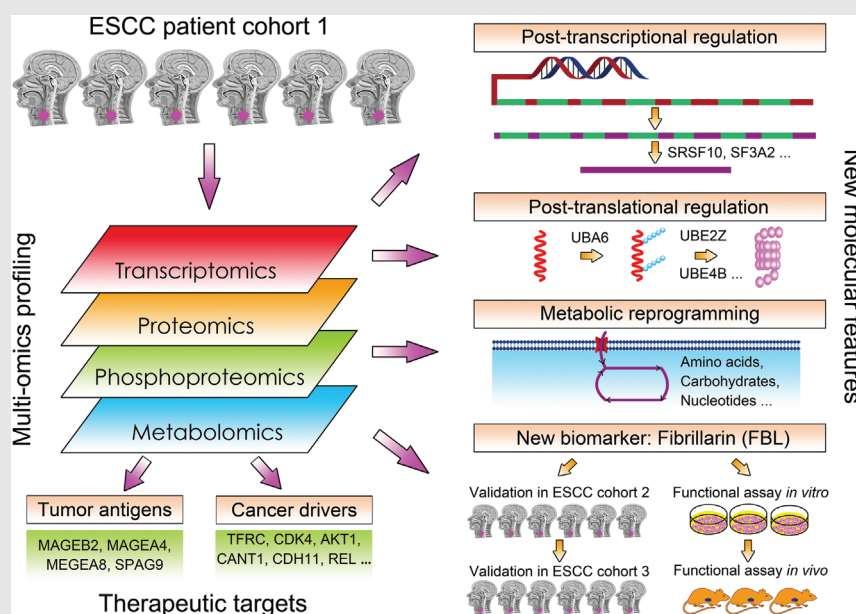 ESCC patient cohort 1
Multi-omics profiling
Transcriptomics
Proteomics
Phosphoproteomics
Metabolomics
Tumor antigens
MAGEB2, MAGEA4,
MEGEA8, SPAG9
Cancer drivers
TFRC, CDK4, AKT1,
CANT1, CDH11, REL ...
Therapeutic targets
Post-transcriptional regulation
SRSF10, SF3A2 ...
Post-translational regulation
UBA6
UBE2Z
UBE4B ...
Metabolic reprogramming
Amino acids,
Carbohydrates,
Nucleotides ...
New biomarker: Fibrillarin (FBL)
Validation in ESCC cohort 2
Functional assay in vitro
Validation in ESCC cohort 3
Functional assay in vivo
New molecular features